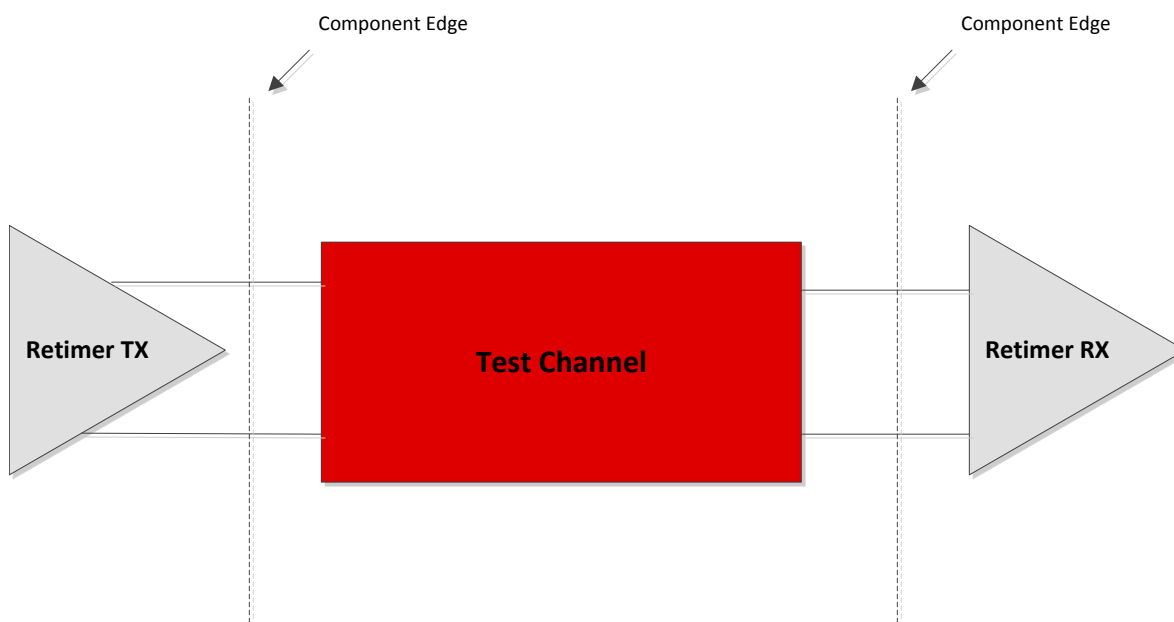 Component Edge
Component Edge
Retimer TX
Test Channel
Retimer RX